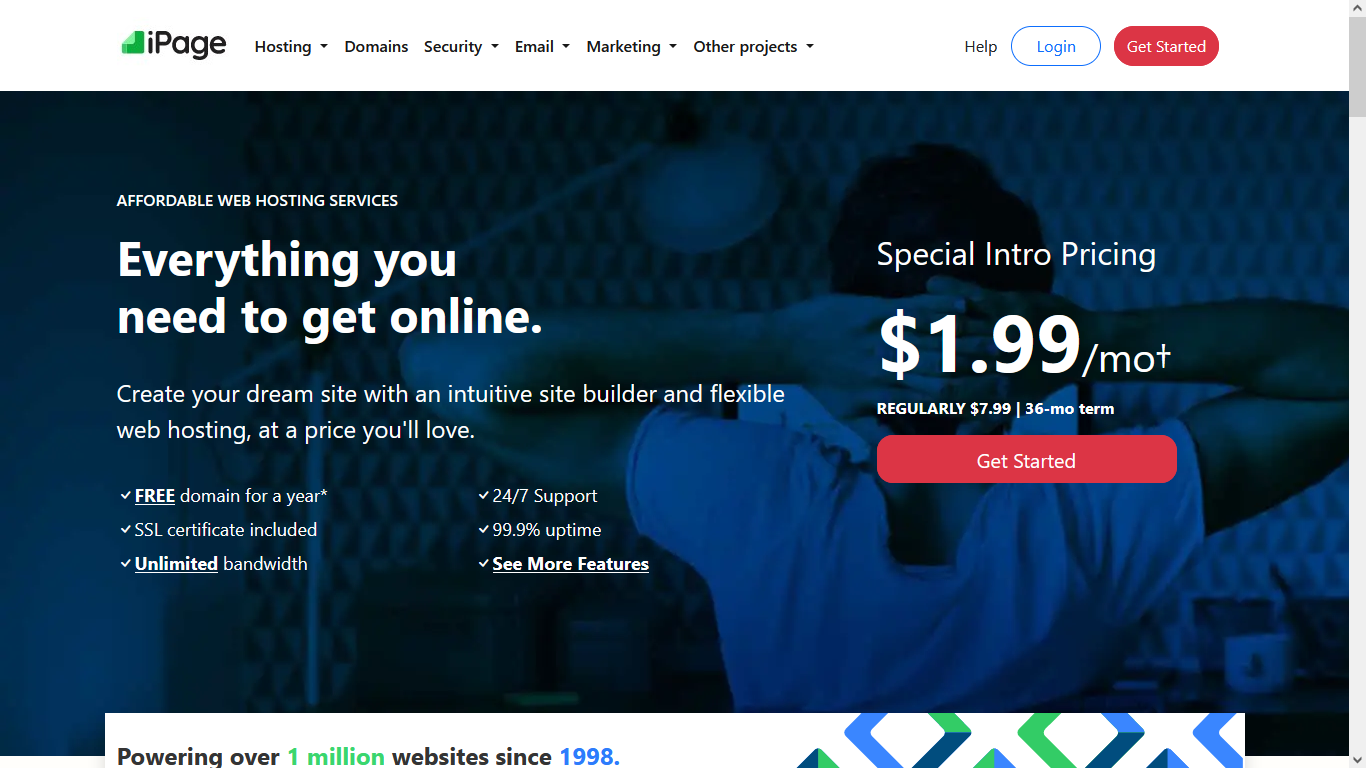 iPage
Hosting Domains Security Email Marketing Other projects Help Login Get Started
AFFORDABLE WEB HOSTING SERVICES
Everything you
need to get online.
Create your dream site with an intuitive site builder and flexible
web hosting, at a price you'll love.
FREE domain for a year*
SSL certificate included
Unlimited bandwidth
24/7 Support
99.9% uptime
See More Features
Special Intro Pricing
$1.99/mo†
REGULARLY $7.99 | 36-mo term
Get Started
Powering over 1 million websites since 1998.